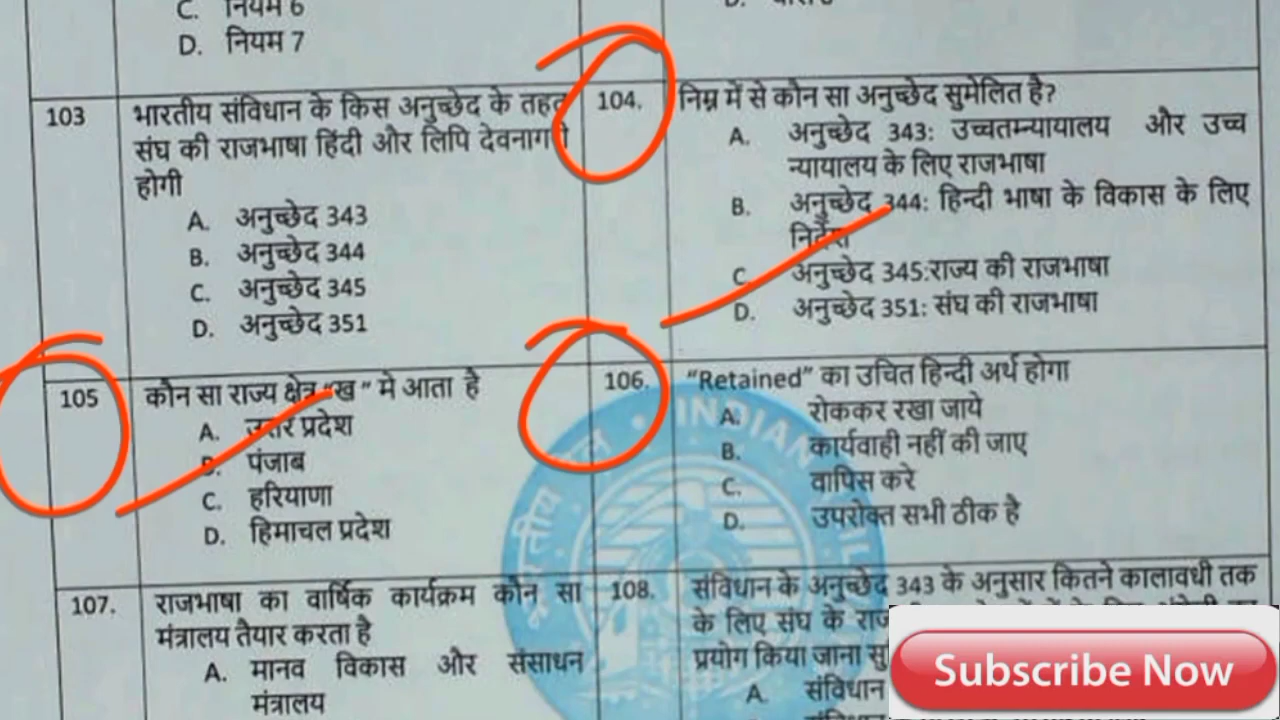 C. नियम 6
D. नियम 7
103 भारतीय संविधान के किस अनुच्छेद के तहत
संघ की राजभाषा हिंदी और लिपि देवनागरी
होगी
A. अनुच्छेद 343
B. अनुच्छेद 344
C. अनुच्छेद 345
D. अनुच्छेद 351
104. निम्न में से कौन सा अनुच्छेद सुमेलित है?
A. अनुच्छेद 343: उच्चतम्न्यायालय और उच्च
न्यायालय के लिए राजभाषा
B. अनुच्छेद 344: हिन्दी भाषा के विकास के लिए
निर्देश
C. अनुच्छेद 345:राज्य की राजभाषा
D. अनुच्छेद 351: संघ की राजभाषा
105 कौन सा राज्य क्षेत्र "ख" मे आता है
A. उत्तर प्रदेश
B. पंजाब
C. हरियाणा
D. हिमाचल प्रदेश
106. "Retained" का उचित हिन्दी अर्थ होगा
A. रोककर रखा जाये
B. कार्यवाही नहीं की जाए
C. वापिस करे
D. उपरोक्त सभी ठीक है
107. राजभाषा का वार्षिक कार्यक्रम कौन सा
मंत्रालय तैयार करता है
A. मानव विकास और संसाधन
मंत्रालय
108. संविधान के अनुच्छेद 343 के अनुसार कितने कालावधी तक
के लिए संघ के
प्रयोग किया जाना
A. संविधान
INDIAN
Subscribe Now